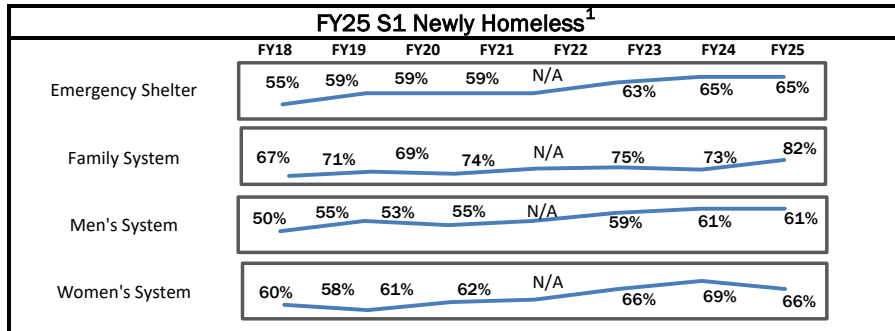 FY25 S1 Newly Homeless1
FY18 FY19 FY20 FY21 FY22 FY23 FY24 FY25
Emergency Shelter 55% 59% 59% 59% N/A 63% 65% 65%
Family System 67% 71% 69% 74% N/A 75% 73% 82%
Men's System 50% 55% 53% 55% N/A 59% 61% 61%
Women's System 60% 58% 61% 62% N/A 66% 69% 66%